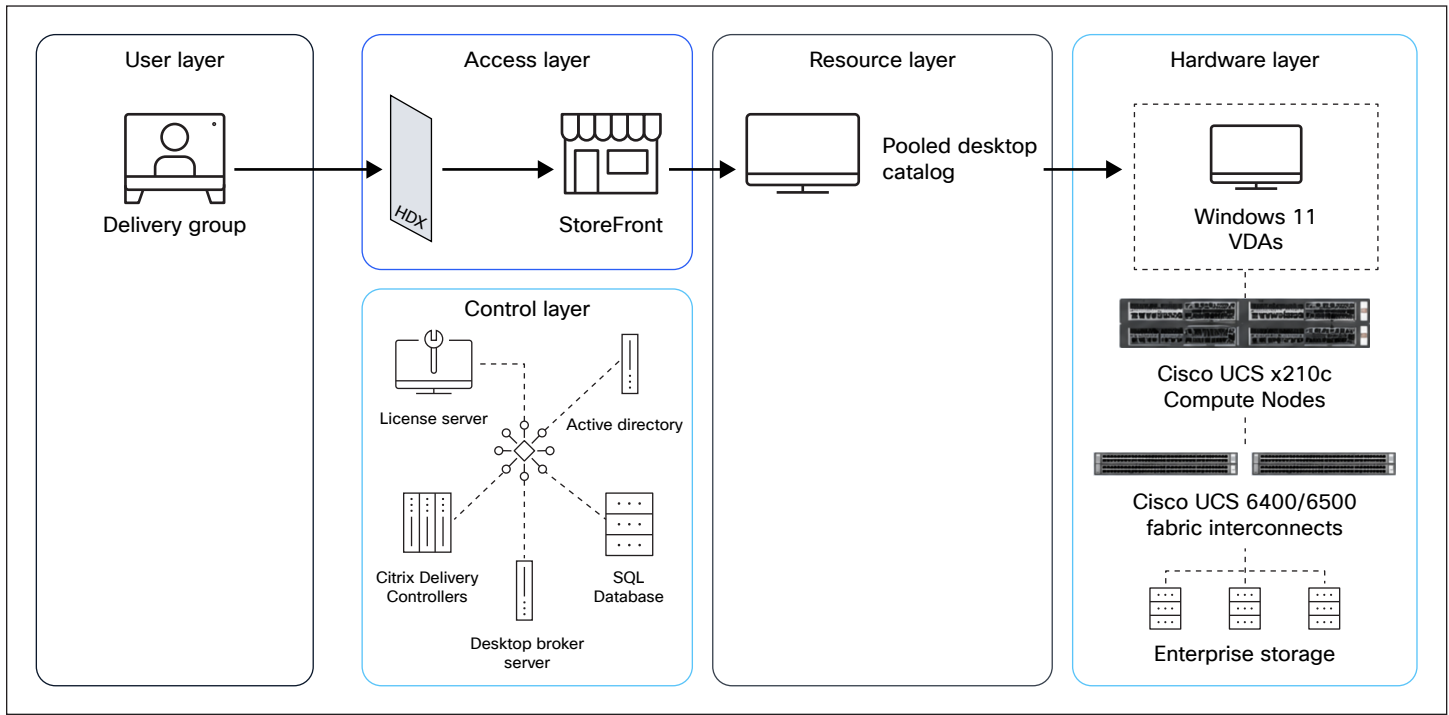 User layer
Delivery group
Access layer
HDX
StoreFront
Control layer
License server
Active directory
Citrix Delivery
Controllers
Desktop broker
server
SQL
Database
Resource layer
Pooled desktop
catalog
Hardware layer
Windows 11
VDAs
Cisco UCS x210c
Compute Nodes
Cisco UCS 6400/6500
fabric interconnects
Enterprise storage